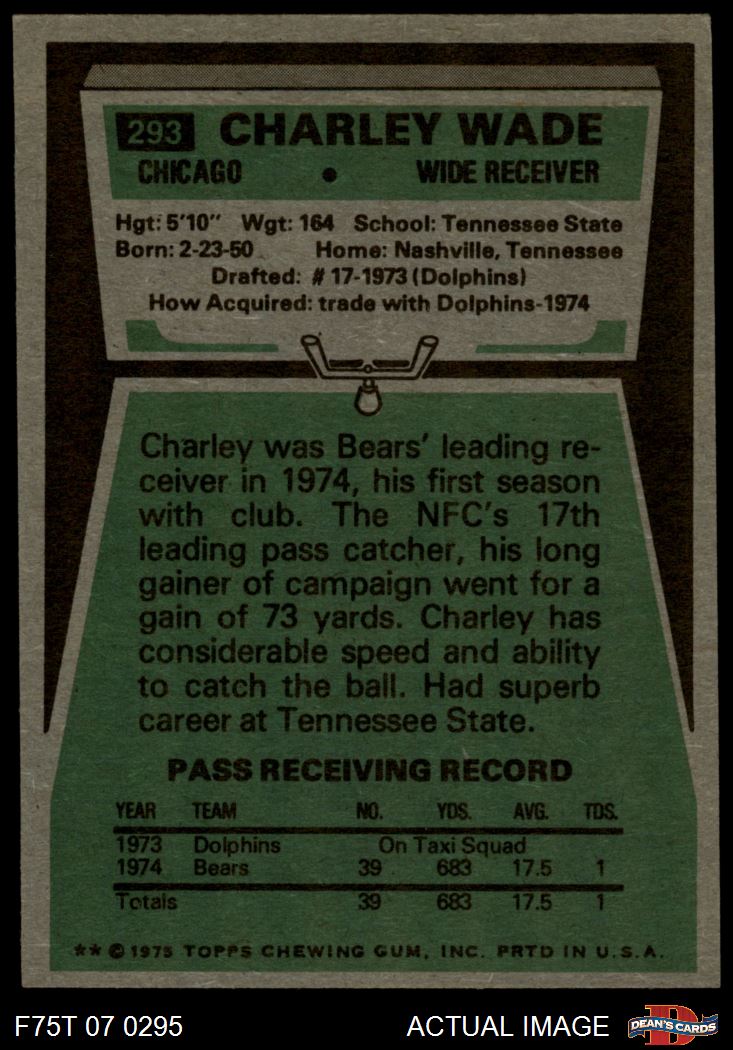 293 CHARLEY WADE
CHICAGO • WIDE RECEIVER
Hgt: 5'10" Wgt: 164 School: Tennessee State
Born: 2-23-50 Home: Nashville, Tennessee
Drafted: #17-1973 (Dolphins)
How Acquired: trade with Dolphins-1974
Charley was Bears' leading re-
ceiver in 1974, his first season
with club. The NFC's 17th
leading pass catcher, his long
gainer of campaign went for a
gain of 73 yards. Charley has
considerable speed and ability
to catch the ball. Had superb
career at Tennessee State.
PASS RECEIVING RECORD
YEAR TEAM NO. YDS. AVG. TDS.
1973 Dolphins On Taxi Squad
1974 Bears 39 683 17.5 1
Totals 39 683 17.5 1
** © 1975 TOPPS CHEWING GUM, INC. PRTD IN U.S.A.
F75T 07 0295 ACTUAL IMAGE D DEAN'S CARDS